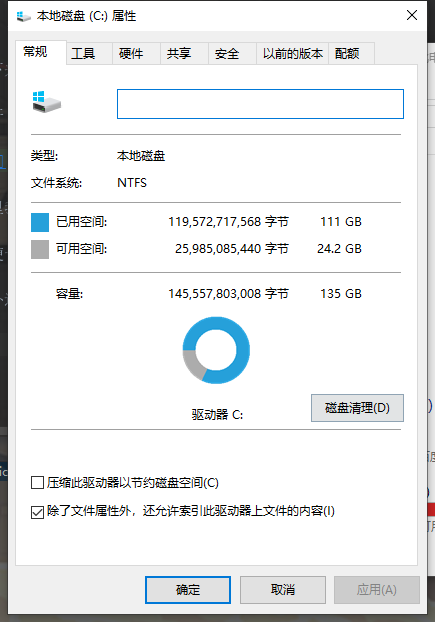 本地磁盘 (C:) 属性
常规 工具 硬件 共享 安全 以前的版本 配额
类型: 本地磁盘
文件系统: NTFS
已用空间: 119,572,717,568 字节 111 GB
可用空间: 25,985,085,440 字节 24.2 GB
容量: 145,557,803,008 字节 135 GB
驱动器 C:
磁盘清理(D)
压缩此驱动器以节约磁盘空间(C)
除了文件属性外，还允许索引此驱动器上文件的内容(I)
确定 取消 应用(A)